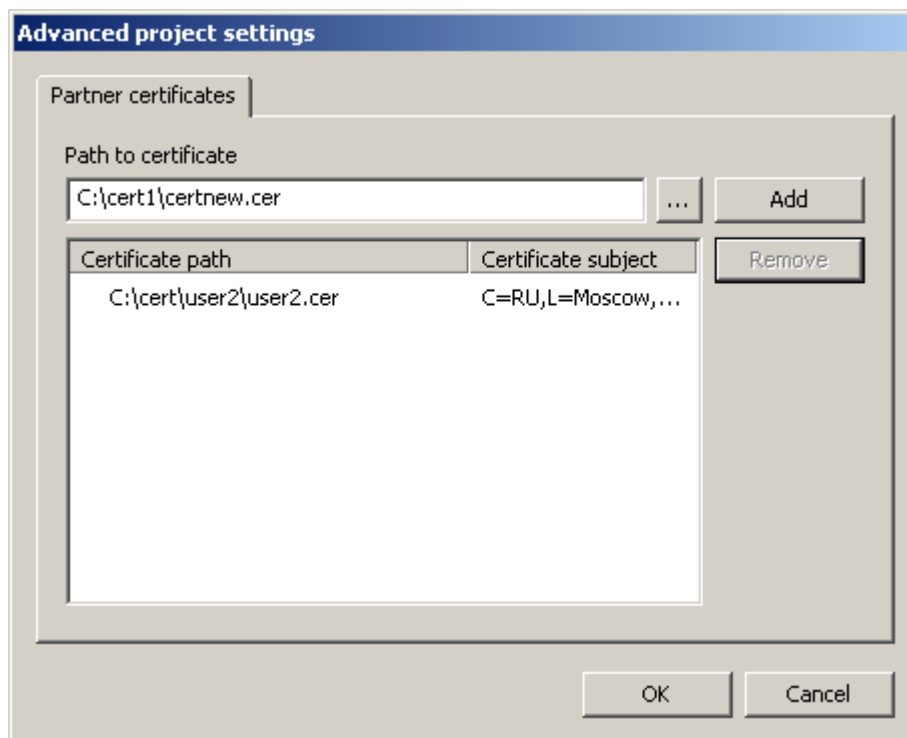 Advanced project settings
Partner certificates
Path to certificate
C:\cert1\certnew.cer
...
Add
Certificate path
Certificate subject
Remove
C:\cert\user2\user2.cer
C=RU,L=Moscow,...
OK
Cancel